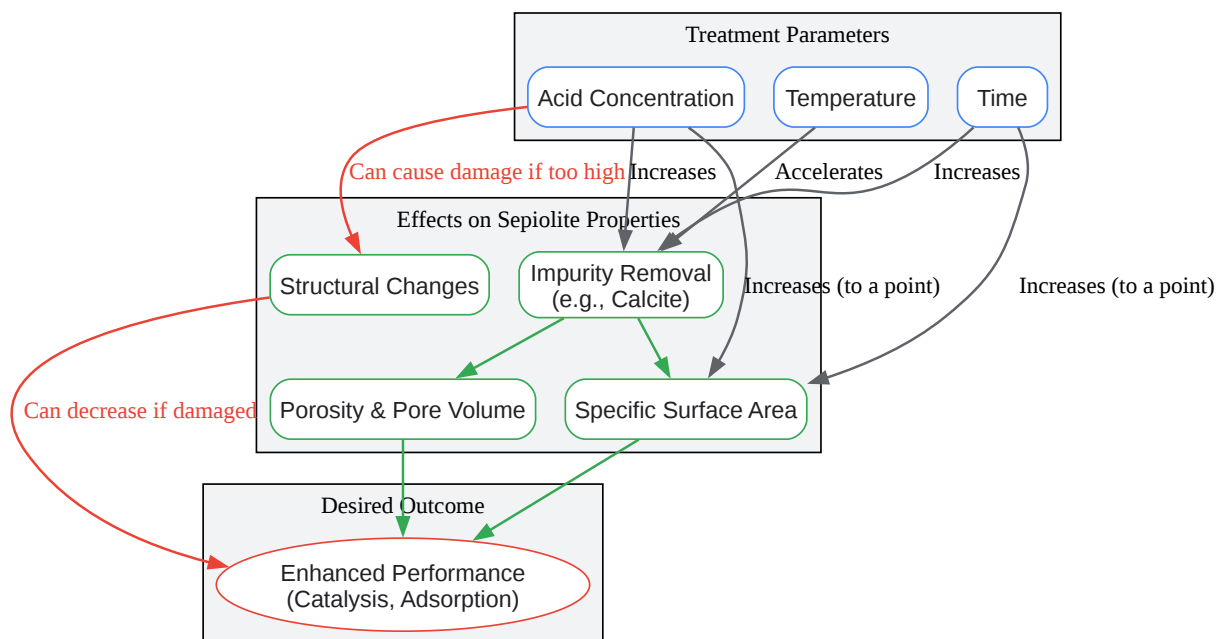 Treatment Parameters
Acid Concentration
Temperature
Time
Can cause damage if too high
Increases
Accelerates
Increases
Effects on Sepiolite Properties
Structural Changes
Impurity Removal
(e.g., Calcite)
Increases (to a point)
Increases (to a point)
Can decrease if damaged
Porosity & Pore Volume
Specific Surface Area
Desired Outcome
Enhanced Performance
(Catalysis, Adsorption)